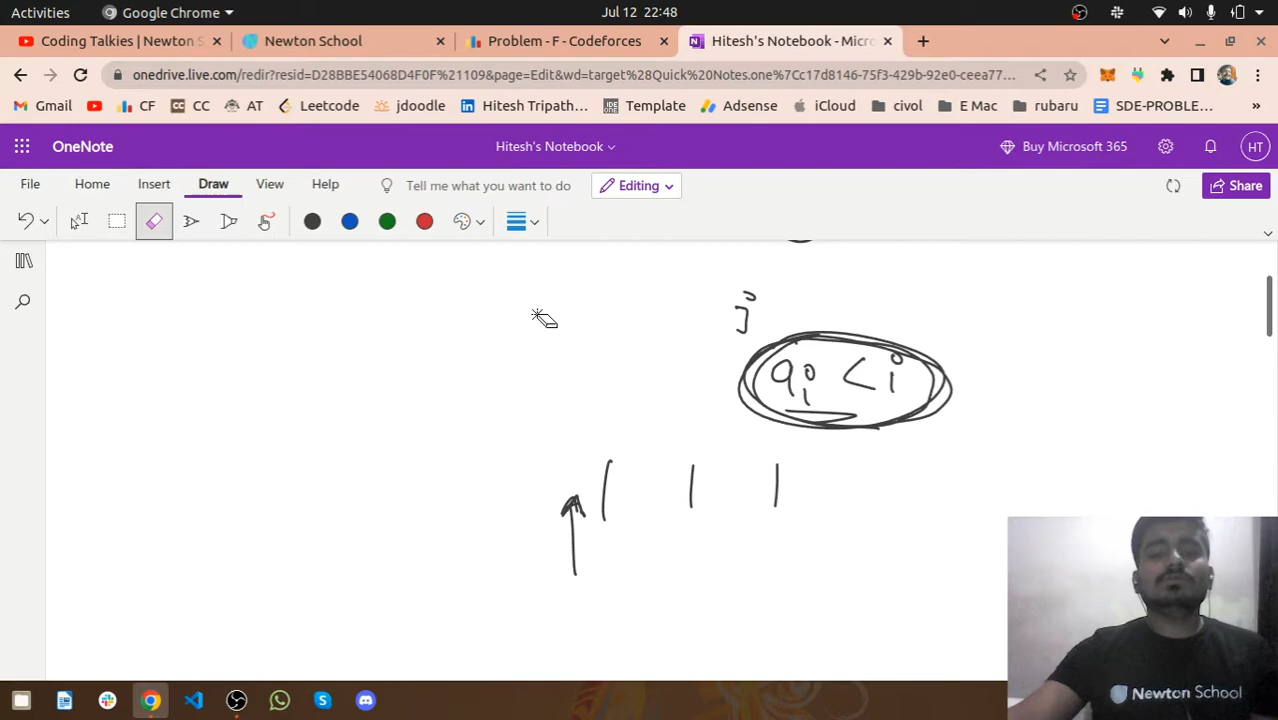 Activities
Google Chrome
Jul 12 22:48
Coding Talkies | Newton S
Newton School
Problem - F - Codeforces
Hitesh's Notebook - Micro
onedrive.live.com/redir?resid=D28BBE54068D4F0F%21109&page=Edit&wd=target%28Quick%20Notes.one%7Cc17d8146-75f3-429b-92e0-ceea77...
Gmail
CF
CC
AT
Leetcode
jdoodle
Hitesh Tripath...
Template
Adsense
iCloud
civol
E Mac
rubaru
SDE-PROBLE...
OneNote
Hitesh's Notebook
Buy Microsoft 365
HT
File
Home
Insert
Draw
View
Help
Tell me what you want to do
Editing
Share
j
ai < i
| | |
Newton School